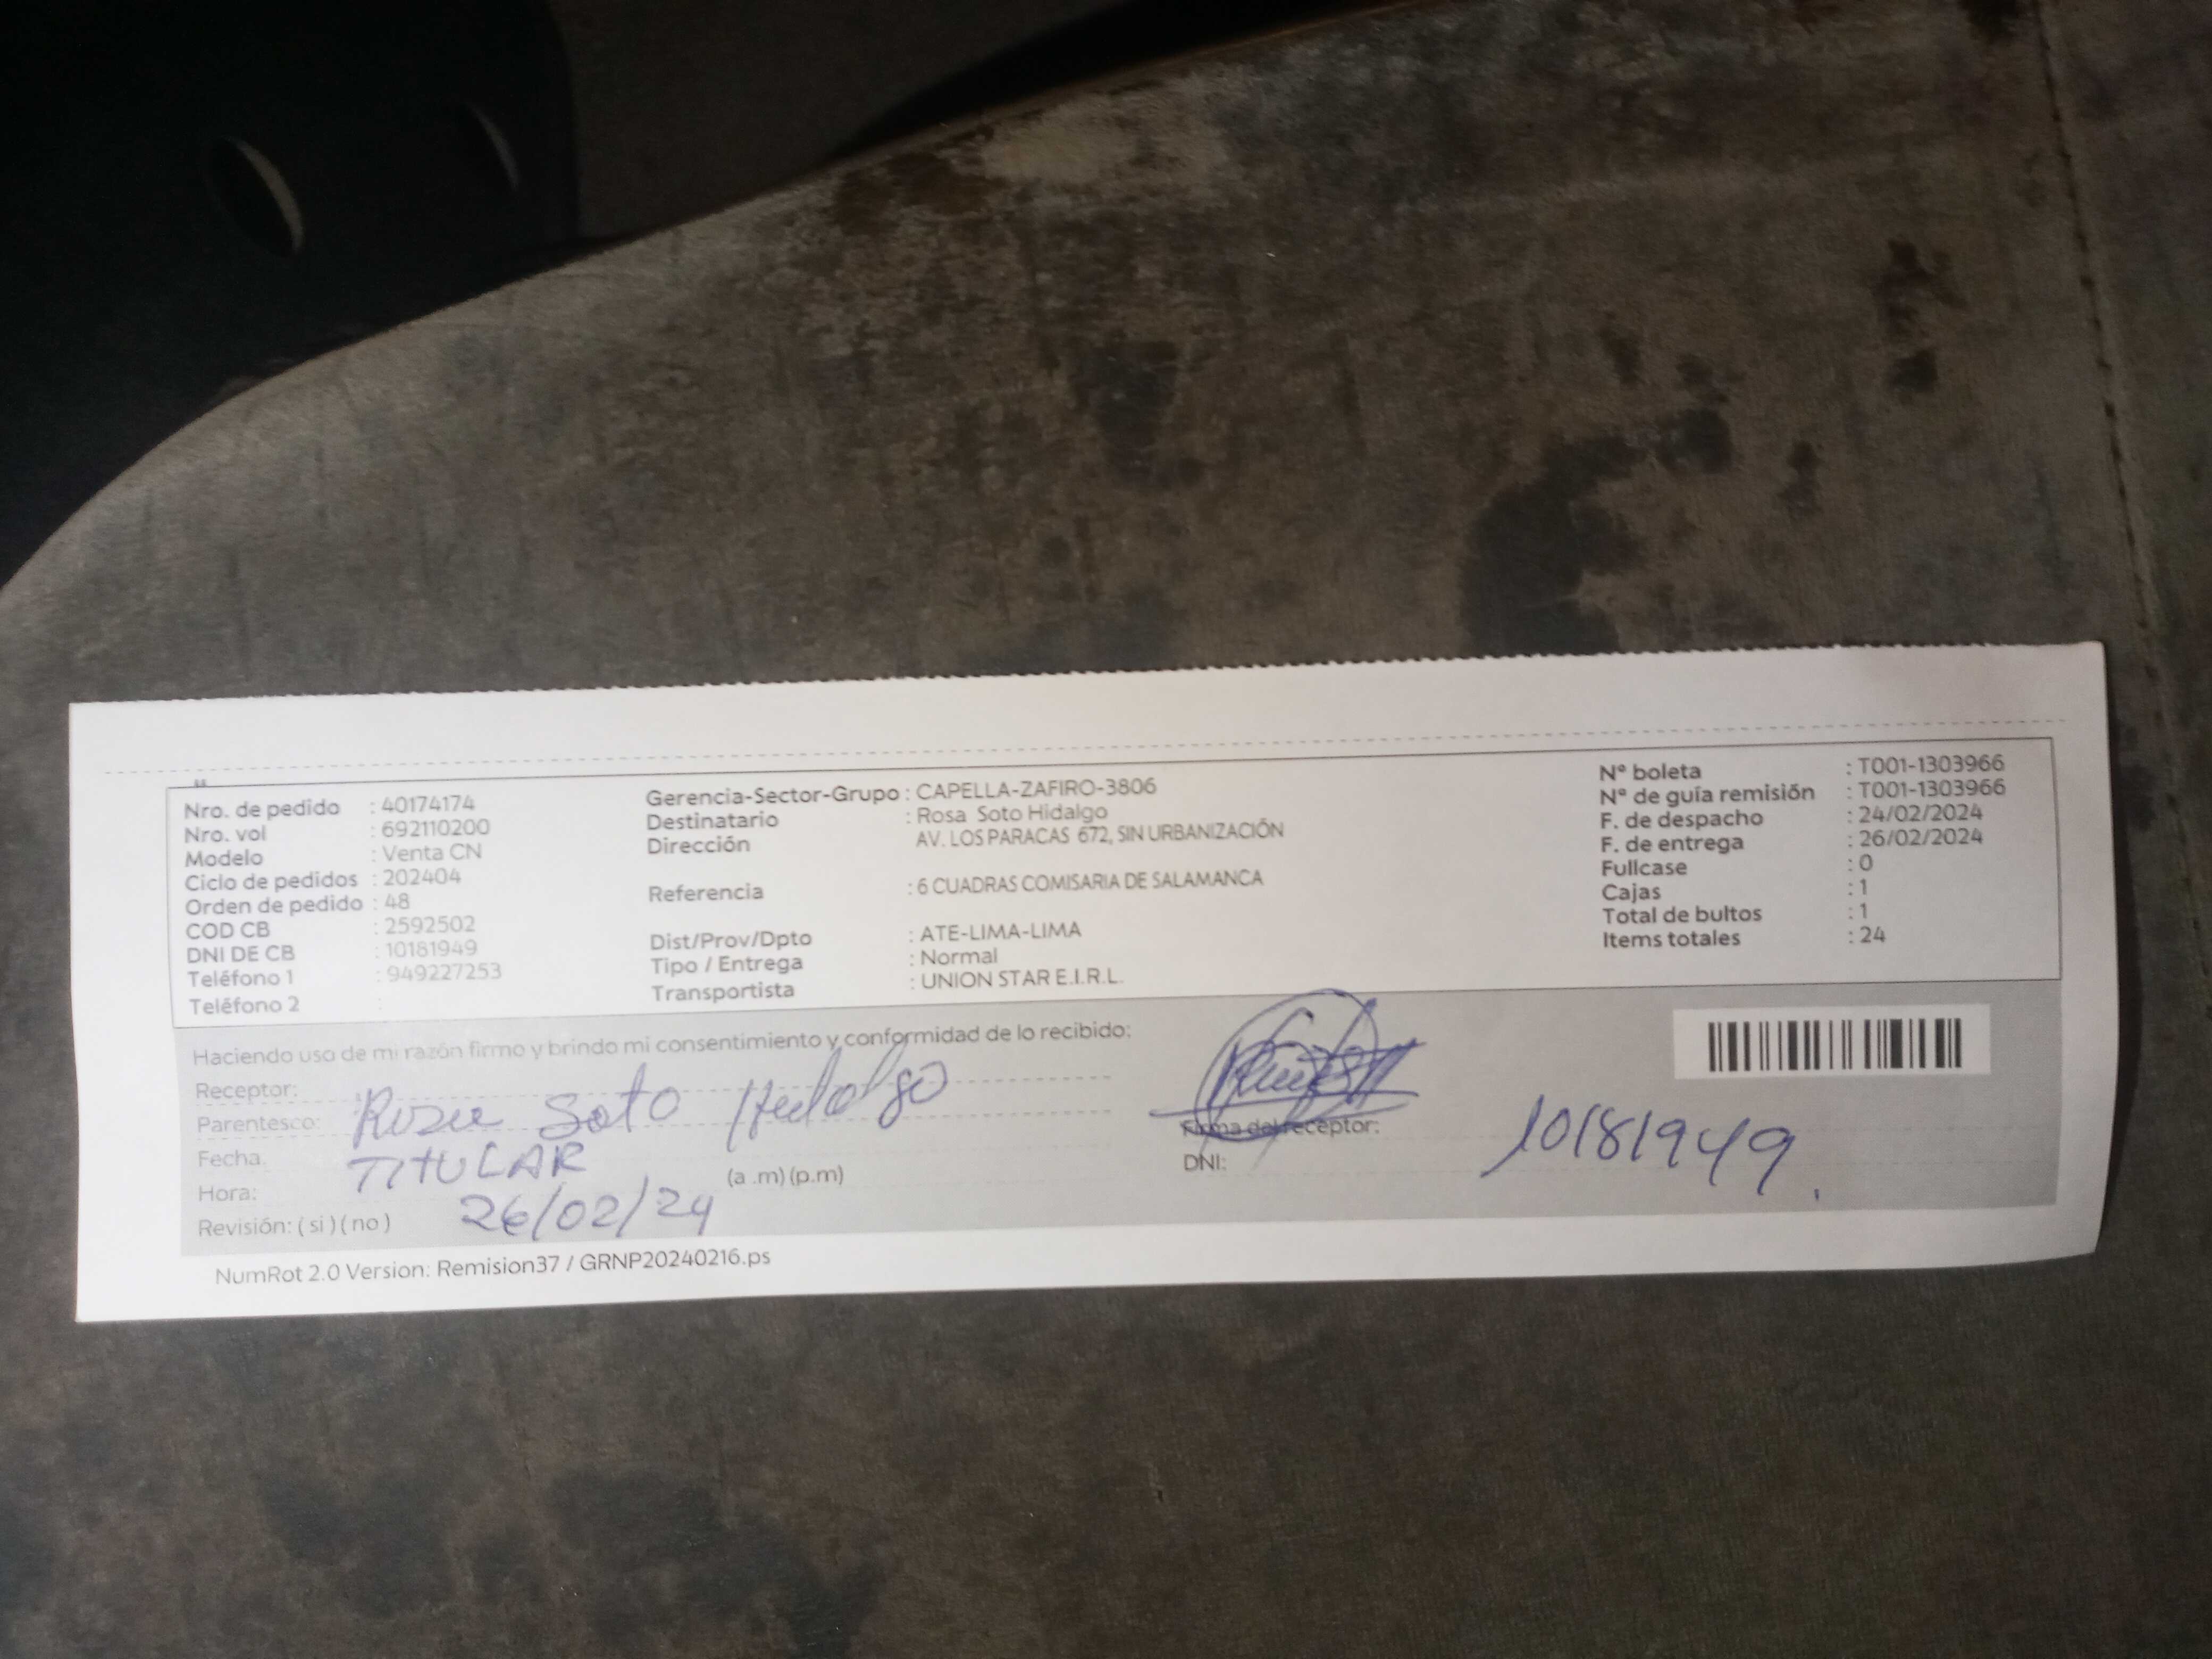 Nro. de pedido : 40174174
Nro. vol : 692110200
Modelo : Venta CN
Ciclo de pedidos : 202404
Orden de pedido : 48
COD CB : 2592502
DNI DE CB : 10181949
Teléfono 1 : 949227253
Teléfono 2 :
Gerencia-Sector-Grupo : CAPELLA-ZAFIRO-3806
Destinatario : Rosa Soto Hidalgo
Dirección AV. LOS PARACAS 672, SIN URBANIZACIÓN
Referencia : 6 CUADRAS COMISARIA DE SALAMANCA
Dist/Prov/Dpto : ATE-LIMA-LIMA
Tipo / Entrega : Normal
Transportista : UNION STAR E.I.R.L.
N° boleta : T001-1303966
N° de guía remisión : T001-1303966
F. de despacho : 24/02/2024
F. de entrega : 26/02/2024
Fullcase : 0
Cajas : 1
Total de bultos : 1
Items totales : 24
Haciendo uso de mi razón firmo y brindo mi consentimiento y conformidad de lo recibido:
Receptor:
Parentesco: Rosa Soto Hidalgo
Fecha. TITULAR
Hora: (a .m) (p.m)
Revisión: ( si ) ( no ) 26/02/24
Firma del receptor:
DNI: 10181949
NumRot 2.0 Version: Remision37 / GRNP20240216.ps